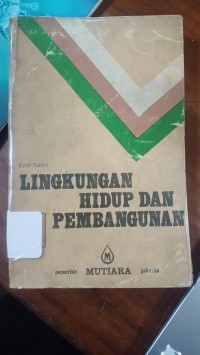 Emil Salim
LINGKUNGAN
HIDUP DAN
PEMBANGUNAN
M
penerbit MUTIARA jakarta